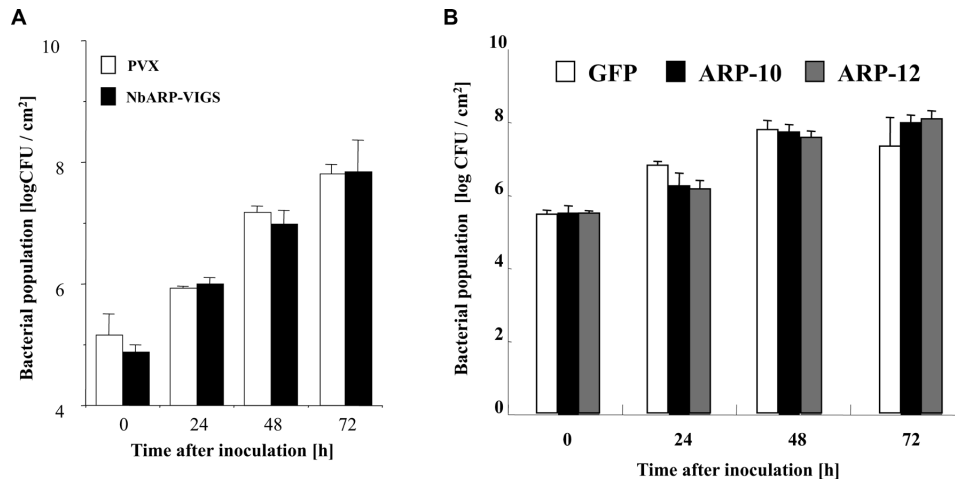 A
10
8
6
4
Bacterial population [logCFU / cm²]
PVX
NbARP-VIGS
0 24 48 72
Time after inoculation [h]
B
10
8
6
4
2
0
Bacterial population [log CFU / cm²]
GFP ARP-10 ARP-12
0 24 48 72
Time after inoculation [h]